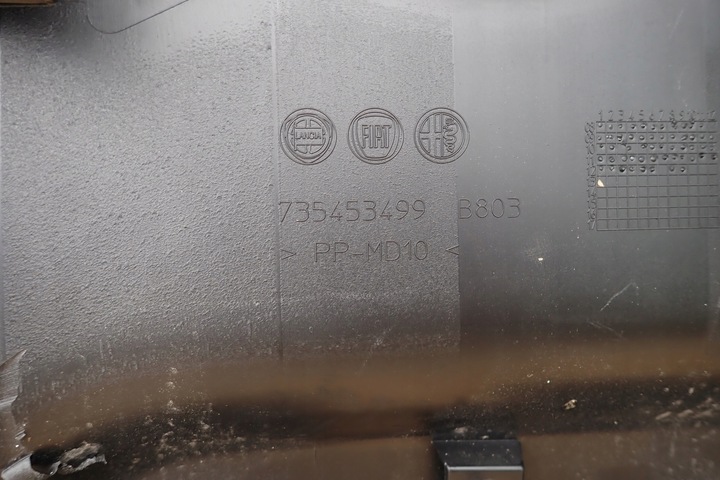 LANCIA FIAT
735453499 B803
> PP-MD10 <